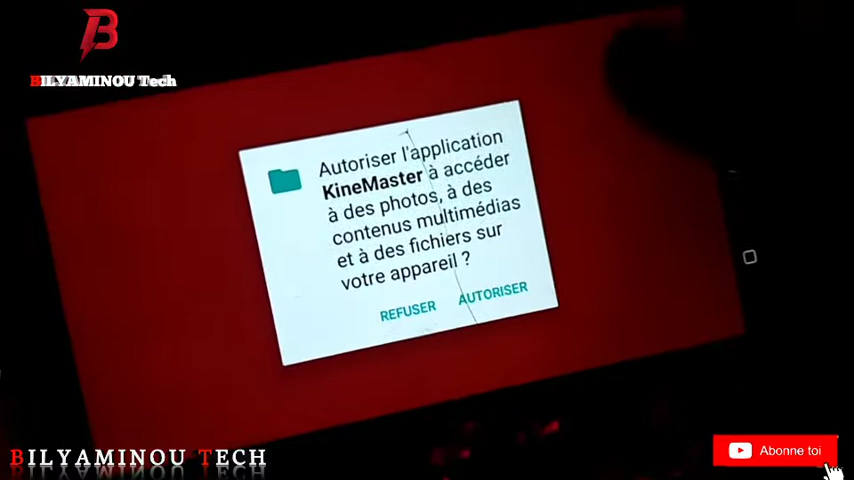 B
BILYAMINOU Tech
Autoriser l'application
KineMaster à accéder
à des photos, à des
contenus multimédias
et à des fichiers sur
votre appareil ?
REFUSER AUTORISER
BILYAMINOU TECH
Abonne toi